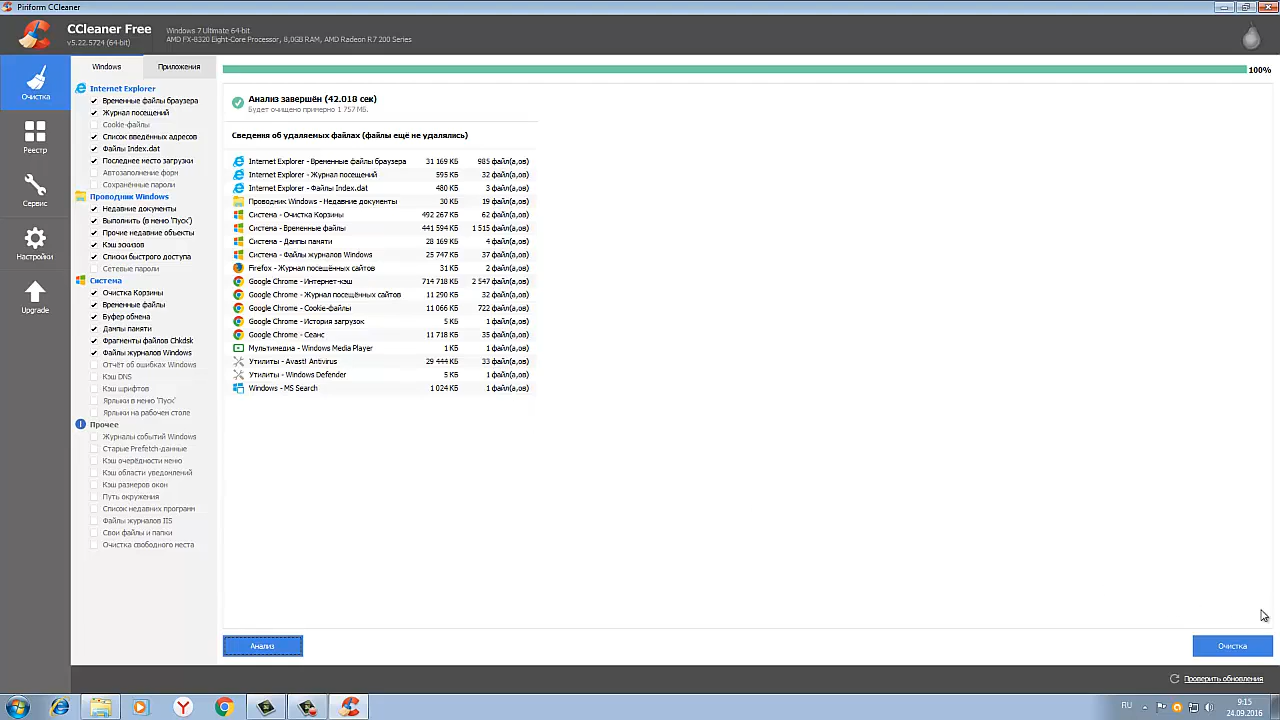 Piriform CCleaner
CCleaner Free
v5.22.5724 (64-bit)
Windows 7 Ultimate 64-bit
AMD FX-8320 Eight-Core Processor, 8,0GB RAM, AMD Radeon R7 200 Series
Очистка
Реестр
Сервис
Настройки
Upgrade
Windows
Приложения
Internet Explorer
Временные файлы браузера
Журнал посещений
Cookie-файлы
Список введённых адресов
Файлы Index.dat
Последнее место загрузки
Автозаполнение форм
Сохранённые пароли
Проводник Windows
Недавние документы
Выполнить (в меню 'Пуск')
Прочие недавние объекты
Кэш эскизов
Списки быстрого доступа
Сетевые пароли
Система
Очистка Корзины
Временные файлы
Буфер обмена
Дампы памяти
Фрагменты файлов Chkdsk
Файлы журналов Windows
Отчёт об ошибках Windows
Кэш DNS
Кэш шрифтов
Ярлыки в меню 'Пуск'
Ярлыки на рабочем столе
Прочее
Журналы событий Windows
Старые Prefetch-данные
Кэш очерёдности меню
Кэш области уведомлений
Кэш размеров окон
Путь окружения
Список недавних программ
Файлы журналов IIS
Свои файлы и папки
Очистка свободного места
100%
Анализ завершён (42.018 сек)
Будет очищено примерно 1 757 МБ.
Сведения об удаляемых файлах (файлы ещё не удалялись)
Internet Explorer - Временные файлы браузера 31 169 КБ 985 файл(а,ов)
Internet Explorer - Журнал посещений 595 КБ 32 файл(а,ов)
Internet Explorer - Файлы Index.dat 480 КБ 3 файл(а,ов)
Проводник Windows - Недавние документы 30 КБ 19 файл(а,ов)
Система - Очистка Корзины 492 267 КБ 62 файл(а,ов)
Система - Временные файлы 441 594 КБ 1 515 файл(а,ов)
Система - Дампы памяти 28 169 КБ 4 файл(а,ов)
Система - Файлы журналов Windows 25 747 КБ 37 файл(а,ов)
Firefox - Журнал посещённых сайтов 31 КБ 2 файл(а,ов)
Google Chrome - Интернет-кэш 714 718 КБ 2 547 файл(а,ов)
Google Chrome - Журнал посещённых сайтов 11 290 КБ 32 файл(а,ов)
Google Chrome - Cookie-файлы 11 066 КБ 722 файл(а,ов)
Google Chrome - История загрузок 5 КБ 1 файл(а,ов)
Google Chrome - Сеанс 11 718 КБ 35 файл(а,ов)
Мультимедиа - Windows Media Player 1 КБ 1 файл(а,ов)
Утилиты - Avast! Antivirus 29 444 КБ 33 файл(а,ов)
Утилиты - Windows Defender 5 КБ 1 файл(а,ов)
Windows - MS Search 1 024 КБ 1 файл(а,ов)
Анализ
Очистка
Проверить обновления
RU
9:15
24.09.2016